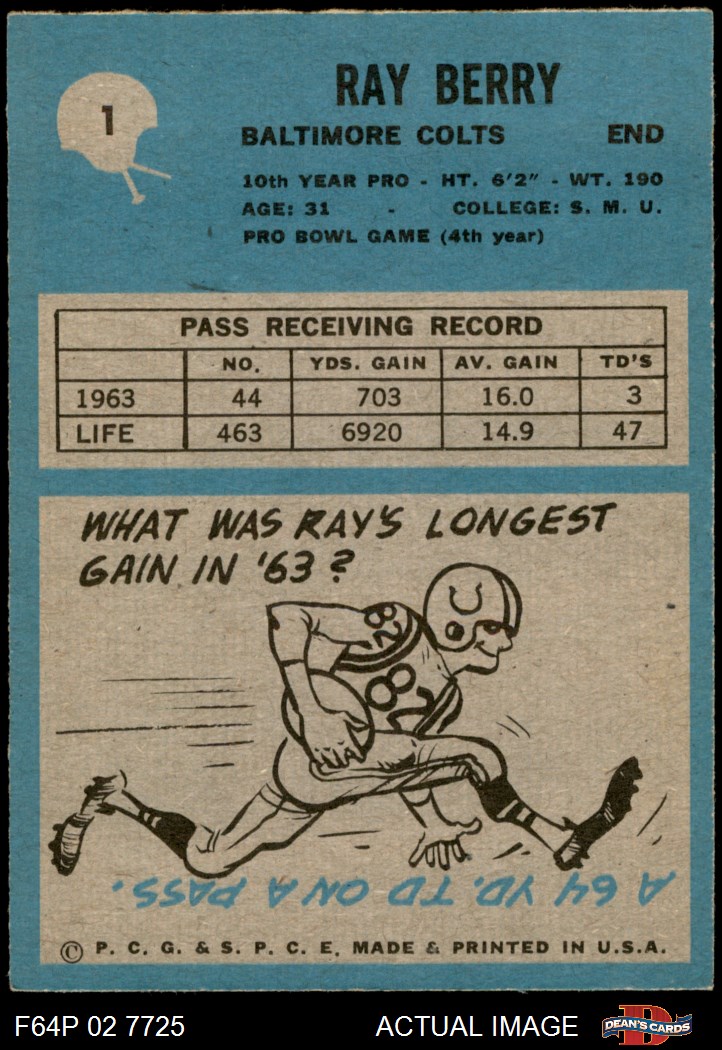 1
RAY BERRY
BALTIMORE COLTS END
10th YEAR PRO - HT. 6'2" - WT. 190
AGE: 31 - COLLEGE: S. M. U.
PRO BOWL GAME (4th year)
PASS RECEIVING RECORD
NO. YDS. GAIN AV. GAIN TD'S
1963 44 703 16.0 3
LIFE 463 6920 14.9 47
WHAT WAS RAY'S LONGEST
GAIN IN '63?
82
82
A 64 YD. TD ON A PASS.
© P. C. G. & S. P. C. E. MADE & PRINTED IN U.S.A.
F64P 02 7725 ACTUAL IMAGE
D
DEAN'S CARDS